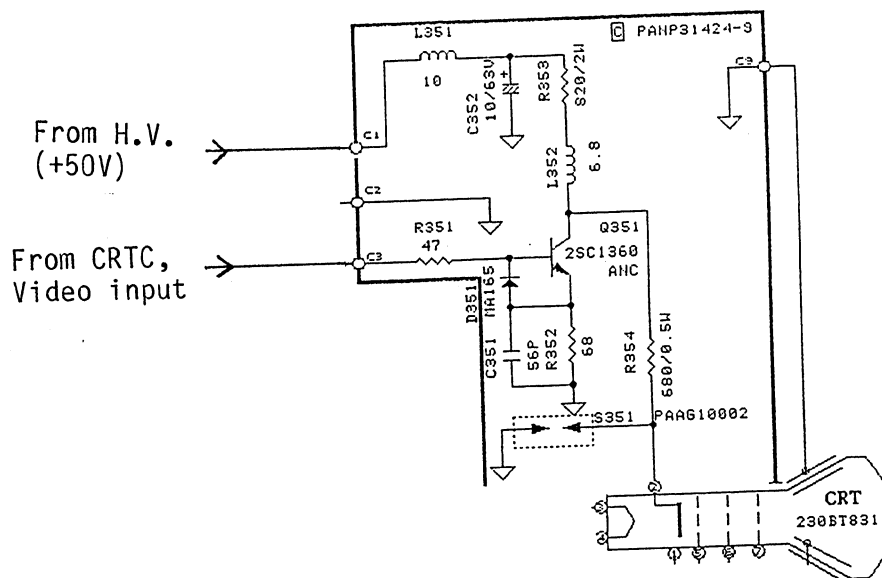 L351
C PANP31424-9
10
C352
10/63V
+
R353
820/2W
C9
From H.V.
(+50V)
C1
L352
6.8
C2
R351
47
Q351
2SC1360
ANC
From CRTC,
Video input
C3
D351
MA165
C351
56P
R352
68
R354
680/0.5W
S351
PAAG10002
CRT
230BT831